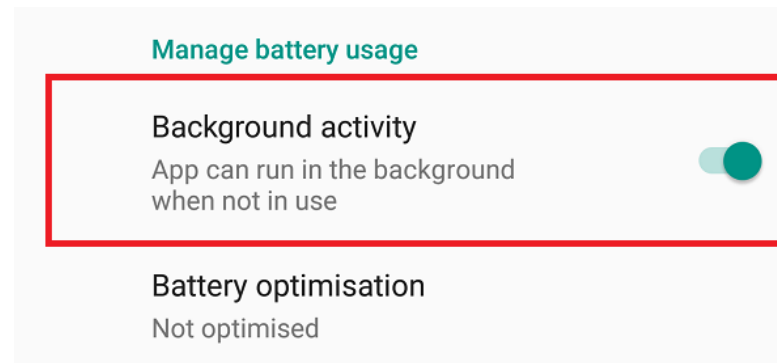 Manage battery usage
Background activity
App can run in the background
when not in use
Battery optimisation
Not optimised